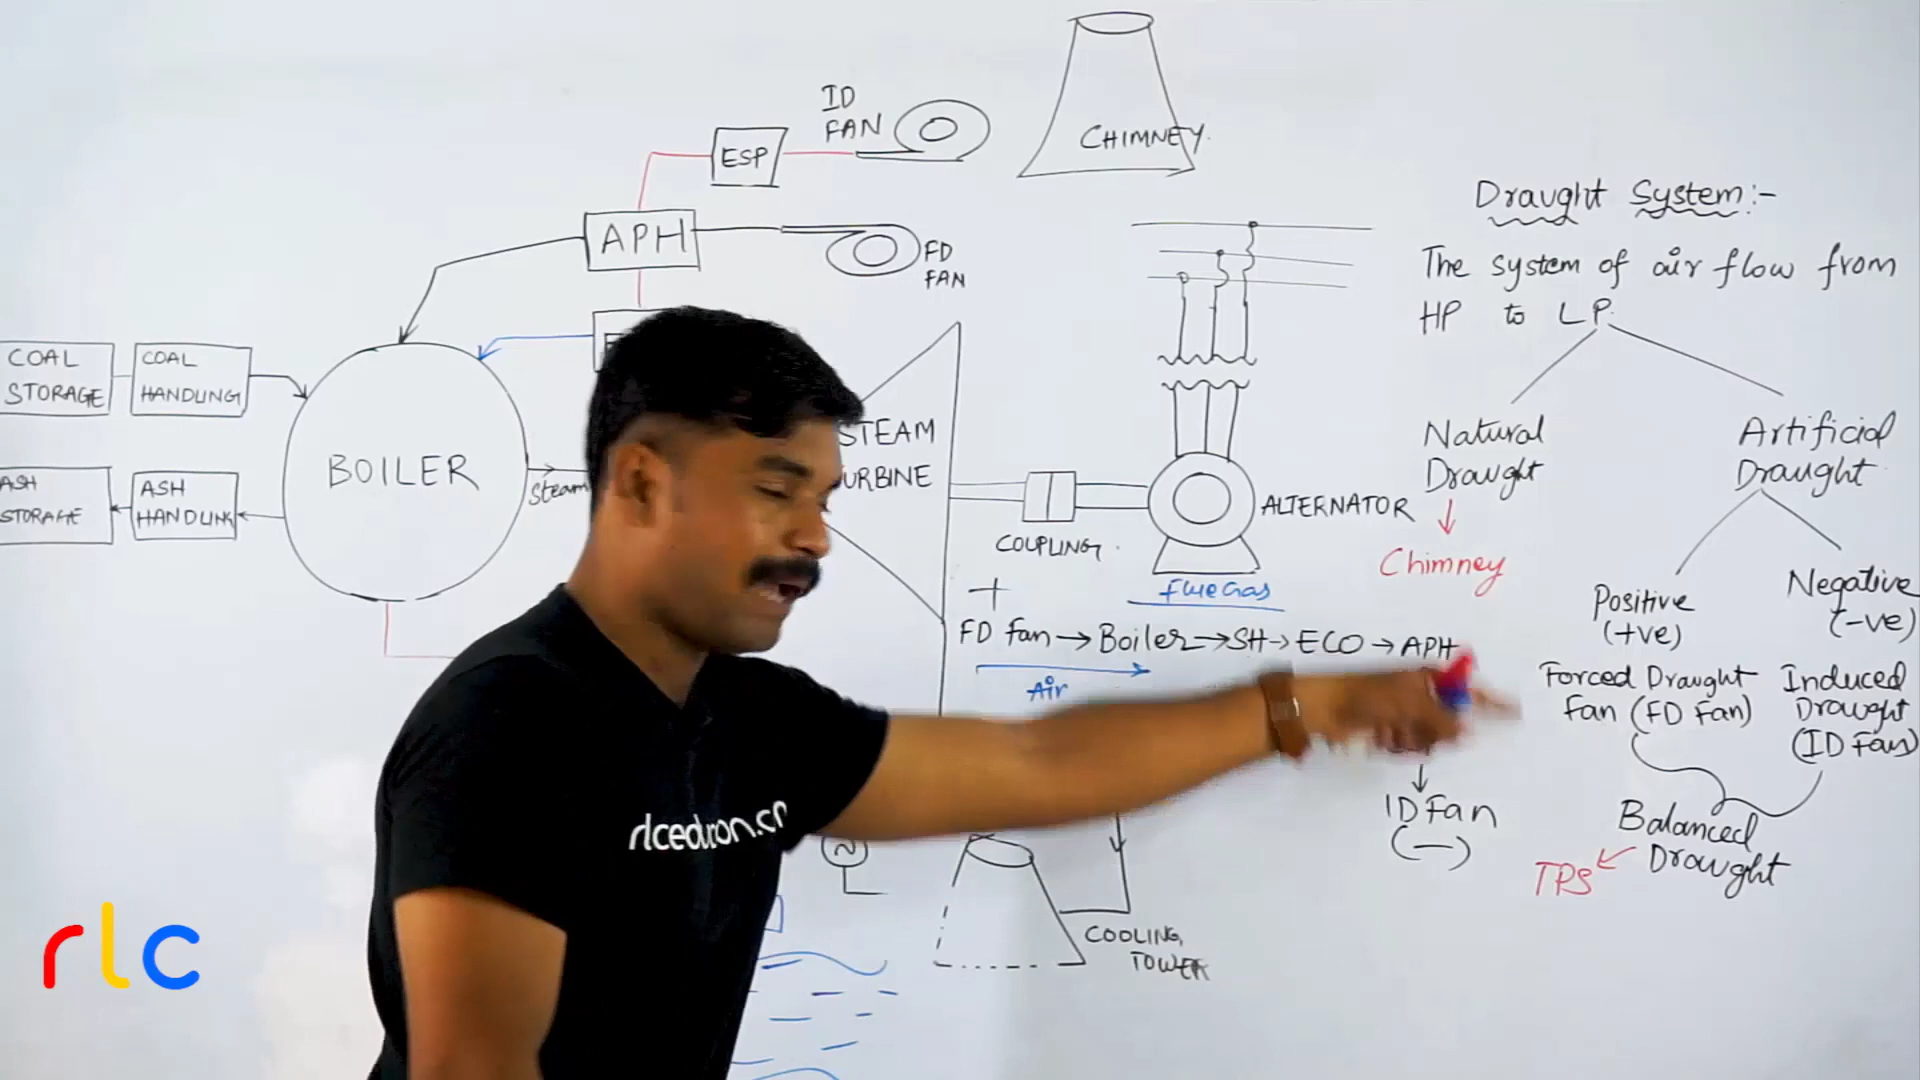 ID
FAN
ESP
CHIMNEY.
APH
FD
FAN
Draught System:-
The system of air flow from
HP to LP.
COAL
STORAGE
COAL
HANDLING
BOILER
ASH
STORAGE
ASH
HANDLING
Steam
STEAM
URBINE
COUPLING
ALTERNATOR
Natural
Draught
Chimney
Artificial
Draught
Positive
(+ve)
Negative
(-ve)
Forced Draught
Fan (FD Fan)
Induced
Draught
(ID Fan)
Balanced
Draught
TPS
Flue Gas
+
FD Fan → Boiler → SH → ECO → APH
Air
ID Fan
(-)
COOLING
TOWER
rlc